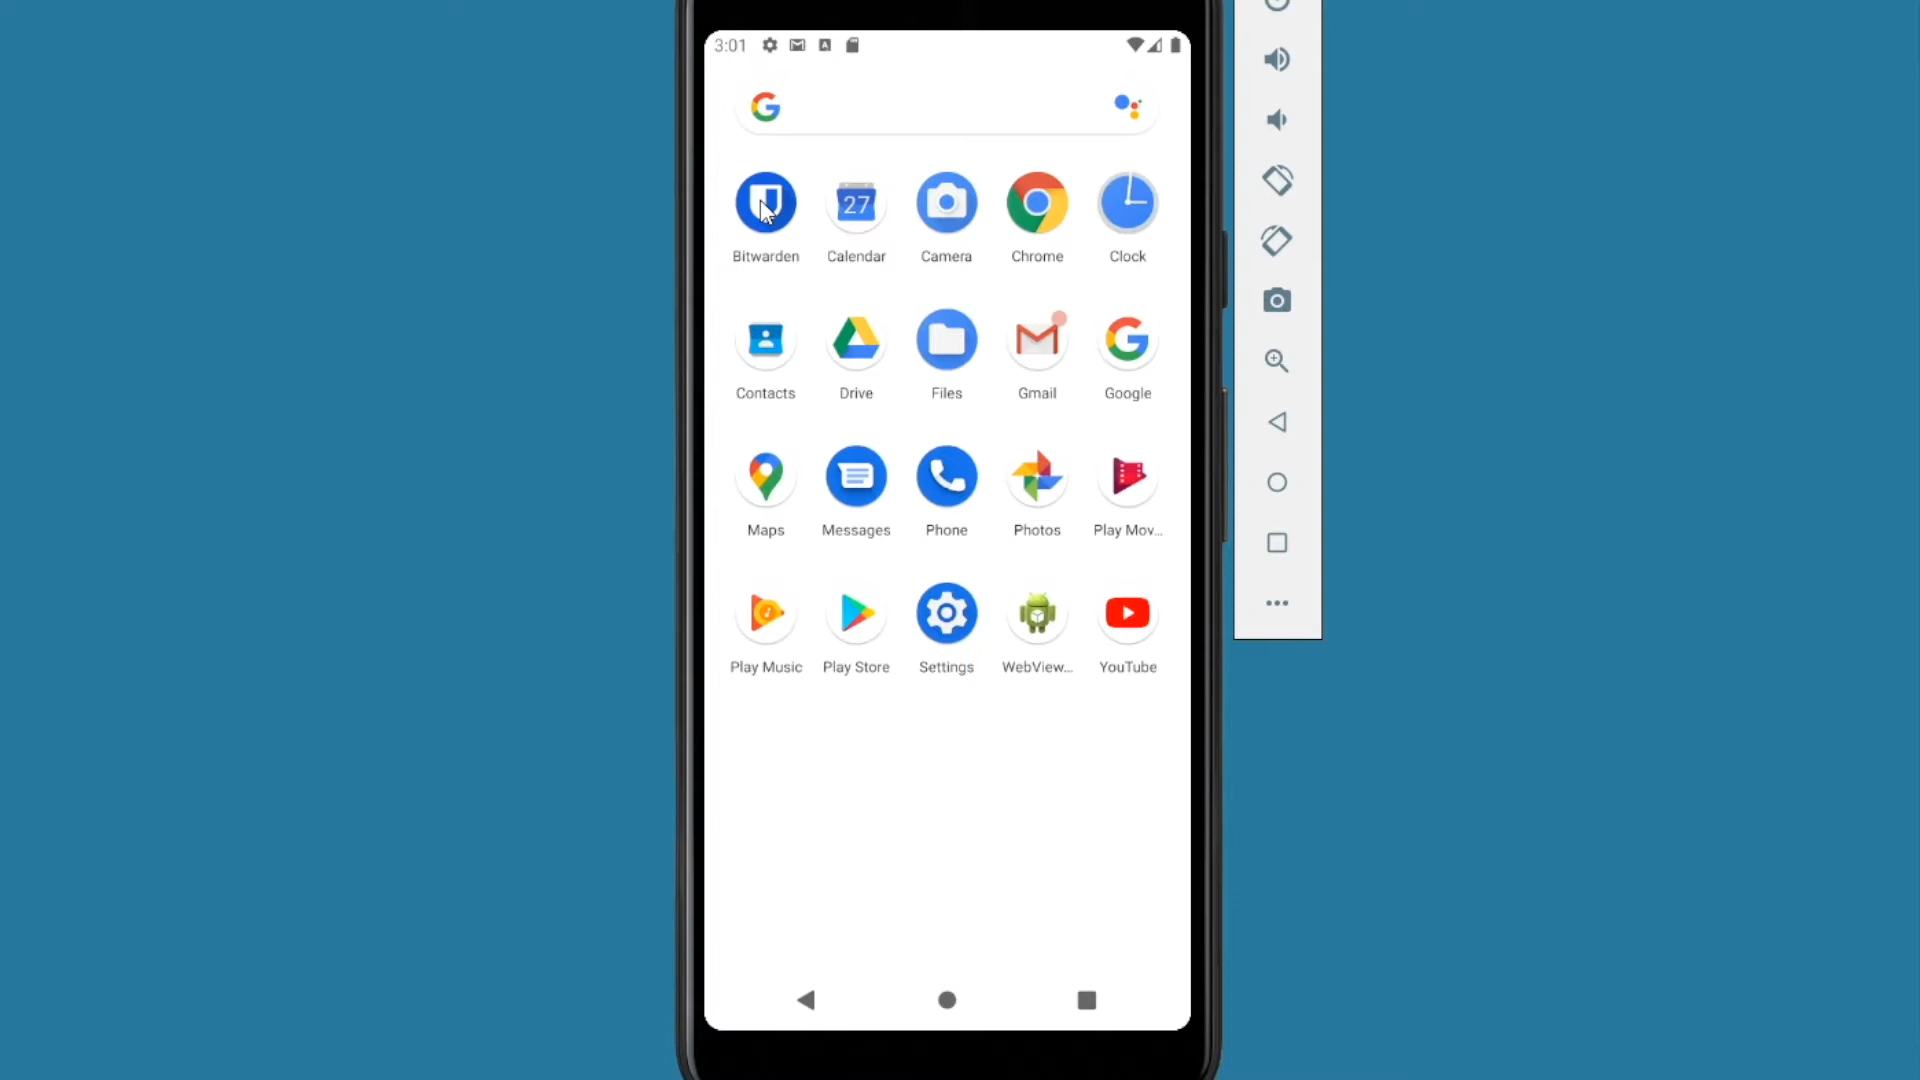 3:01
Bitwarden Calendar Camera Chrome Clock
27
Contacts Drive Files Gmail Google
Maps Messages Phone Photos Play Mov...
Play Music Play Store Settings WebView... YouTube